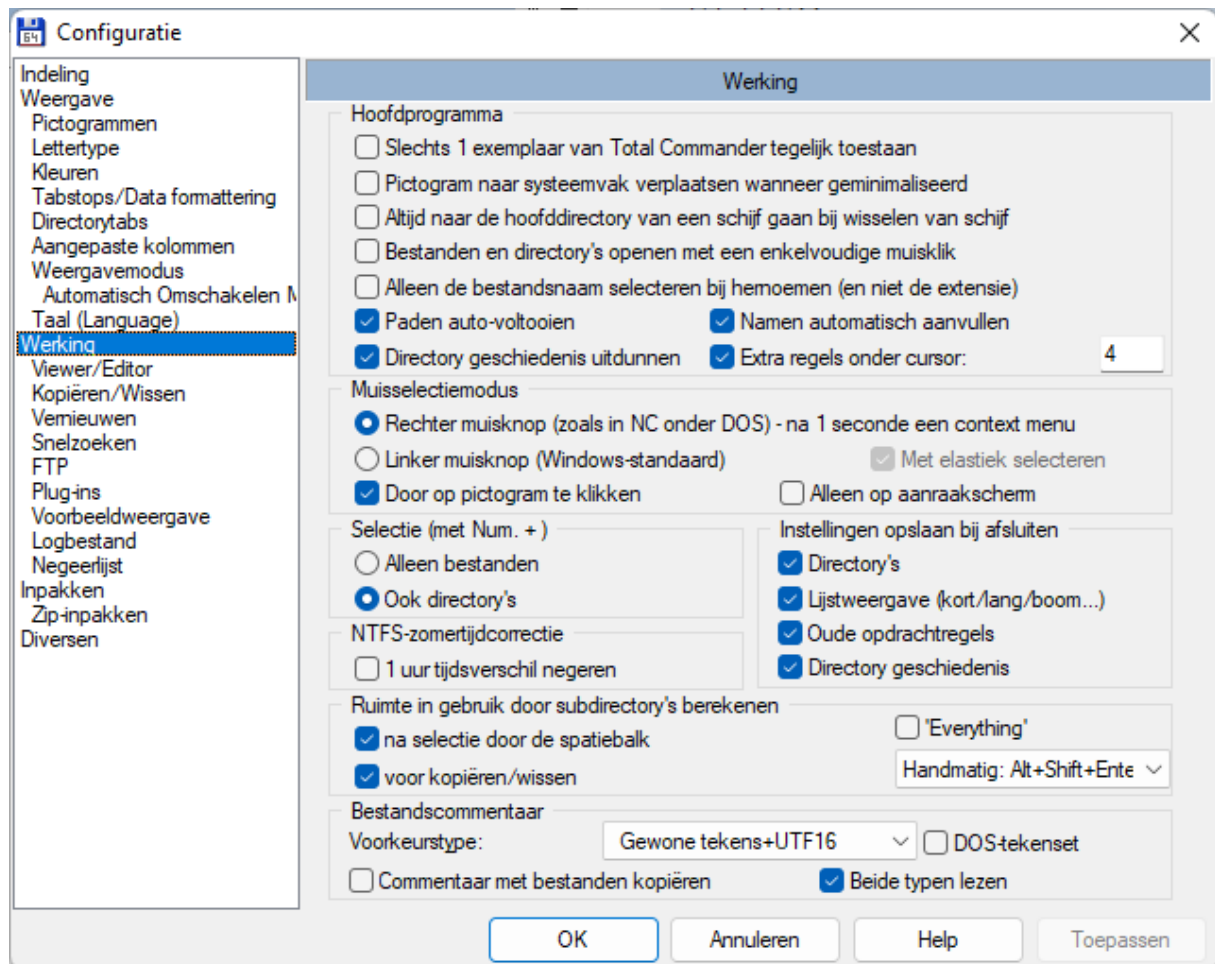 64
Configuratie
Indeling
Weergave
Pictogrammen
Lettertype
Kleuren
Tabstops/Data formattering
Directorytabs
Aangepaste kolommen
Weergavemodus
Automatisch Omschakelen M
Taal (Language)
Werking
Viewer/Editor
Kopiëren/Wissen
Vernieuwen
Snelzoeken
FTP
Plug-ins
Voorbeeldweergave
Logbestand
Negeerlijst
Inpakken
Zip-inpakken
Diversen
Werking
Hoofdprogramma
Slechts 1 exemplaar van Total Commander tegelijk toestaan
Pictogram naar systeemvak verplaatsen wanneer geminimaliseerd
Altijd naar de hoofddirectory van een schijf gaan bij wisselen van schijf
Bestanden en directory's openen met een enkelvoudige muisklik
Alleen de bestandsnaam selecteren bij hernoemen (en niet de extensie)
Paden auto-voltooien Namen automatisch aanvullen
Directory geschiedenis uitdunnen Extra regels onder cursor: 4
Muisselectiemodus
Rechter muisknop (zoals in NC onder DOS) - na 1 seconde een context menu
Linker muisknop (Windows-standaard) Met elastiek selecteren
Door op pictogram te klikken Alleen op aanraakscherm
Selectie (met Num. + )
Alleen bestanden
Ook directory's
Instellingen opslaan bij afsluiten
Directory's
Lijstweergave (kort/lang/boom...)
Oude opdrachtregels
Directory geschiedenis
NTFS-zomertijdcorrectie
1 uur tijdsverschil negeren
Ruimte in gebruik door subdirectory's berekenen
na selectie door de spatiebalk
voor kopiëren/wissen
'Everything'
Handmatig: Alt+Shift+Ente
Bestandscommentaar
Voorkeurstype: Gewone tekens+UTF16 DOS-tekenset
Commentaar met bestanden kopiëren Beide typen lezen
OK Annuleren Help Toepassen